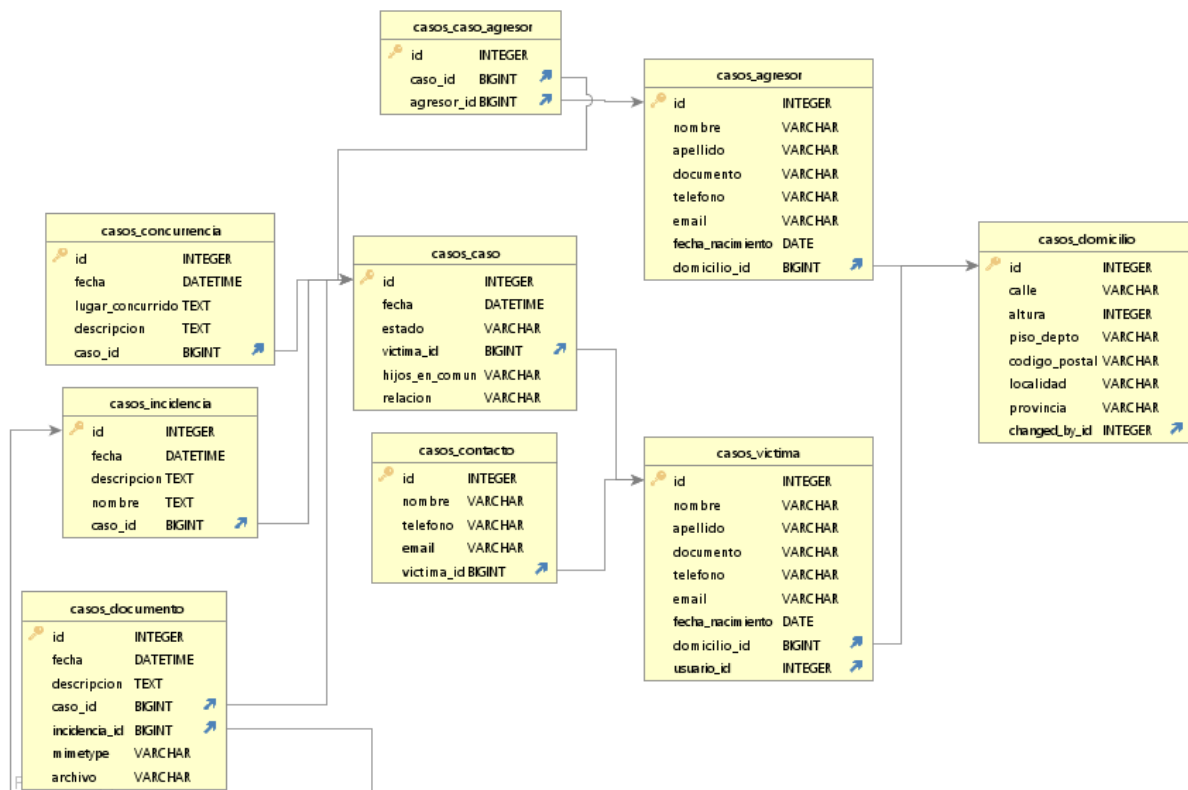 casos_caso_agresor
id INTEGER
caso_id BIGINT
agresor_id BIGINT
casos_agresor
id INTEGER
nombre VARCHAR
apellido VARCHAR
documento VARCHAR
telefono VARCHAR
email VARCHAR
fecha_nacimiento DATE
domicilio_id BIGINT
casos_concurrencia
id INTEGER
fecha DATETIME
lugar_concurrido TEXT
descripcion TEXT
caso_id BIGINT
casos_caso
id INTEGER
fecha DATETIME
estado VARCHAR
victima_id BIGINT
hijos_en_comun VARCHAR
relacion VARCHAR
casos_domicilio
id INTEGER
calle VARCHAR
altura INTEGER
piso_depto VARCHAR
codigo_postal VARCHAR
localidad VARCHAR
provincia VARCHAR
changed_by_id INTEGER
casos_incidencia
id INTEGER
fecha DATETIME
descripcion TEXT
nombre TEXT
caso_id BIGINT
casos_contacto
id INTEGER
nombre VARCHAR
telefono VARCHAR
email VARCHAR
victima_id BIGINT
casos_victima
id INTEGER
nombre VARCHAR
apellido VARCHAR
documento VARCHAR
telefono VARCHAR
email VARCHAR
fecha_nacimiento DATE
domicilio_id BIGINT
usuario_id INTEGER
casos_documento
id INTEGER
fecha DATETIME
descripcion TEXT
caso_id BIGINT
incidencia_id BIGINT
mimetype VARCHAR
archivo VARCHAR